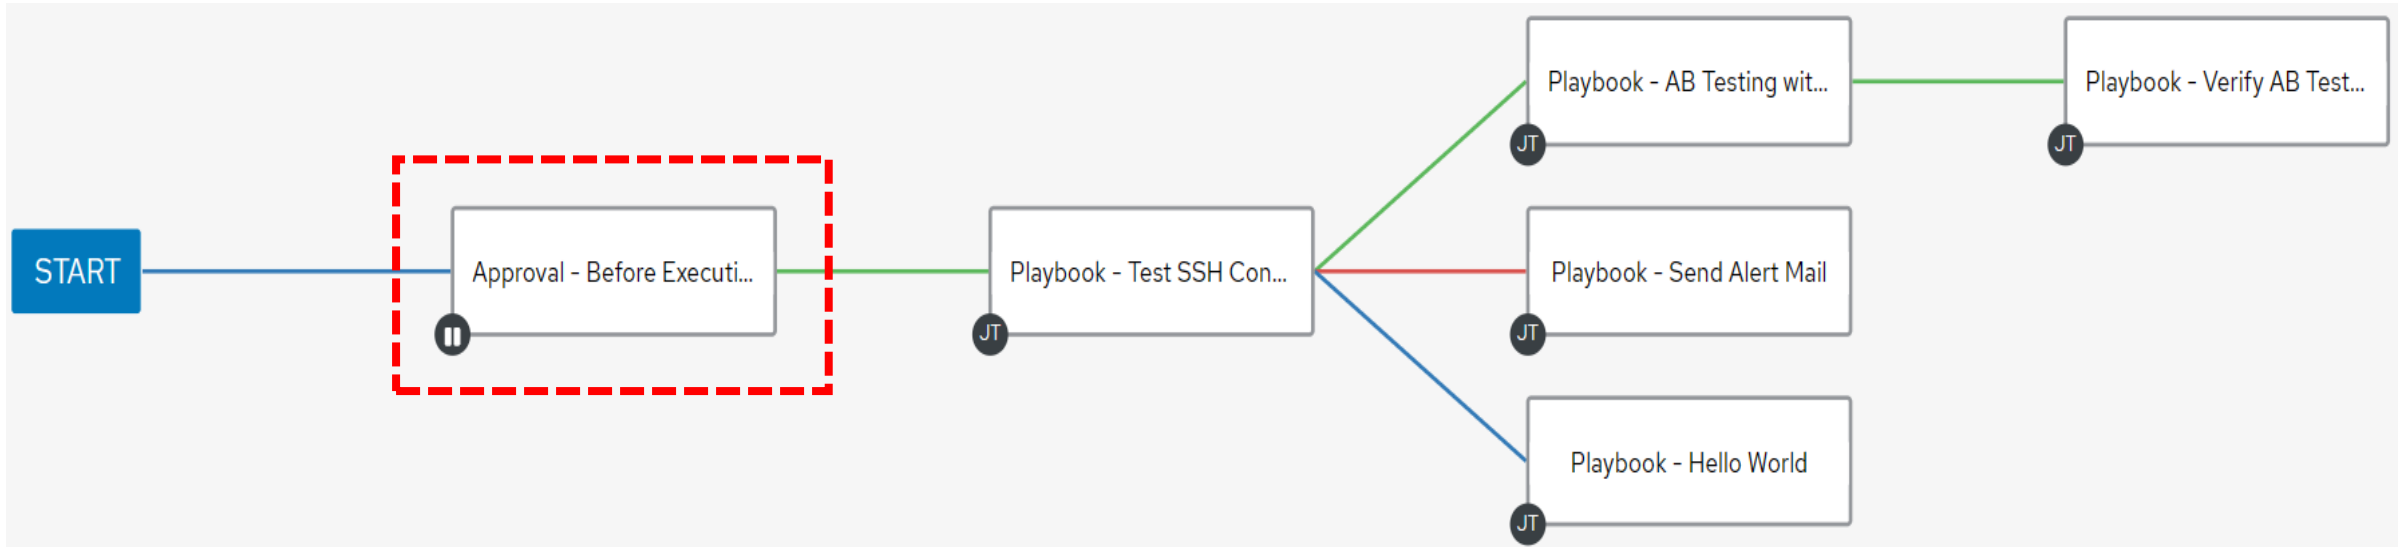 START
Approval - Before Executi...
Playbook - Test SSH Con...
JT
Playbook - AB Testing wit...
JT
Playbook - Verify AB Test...
JT
Playbook - Send Alert Mail
JT
Playbook - Hello World
JT